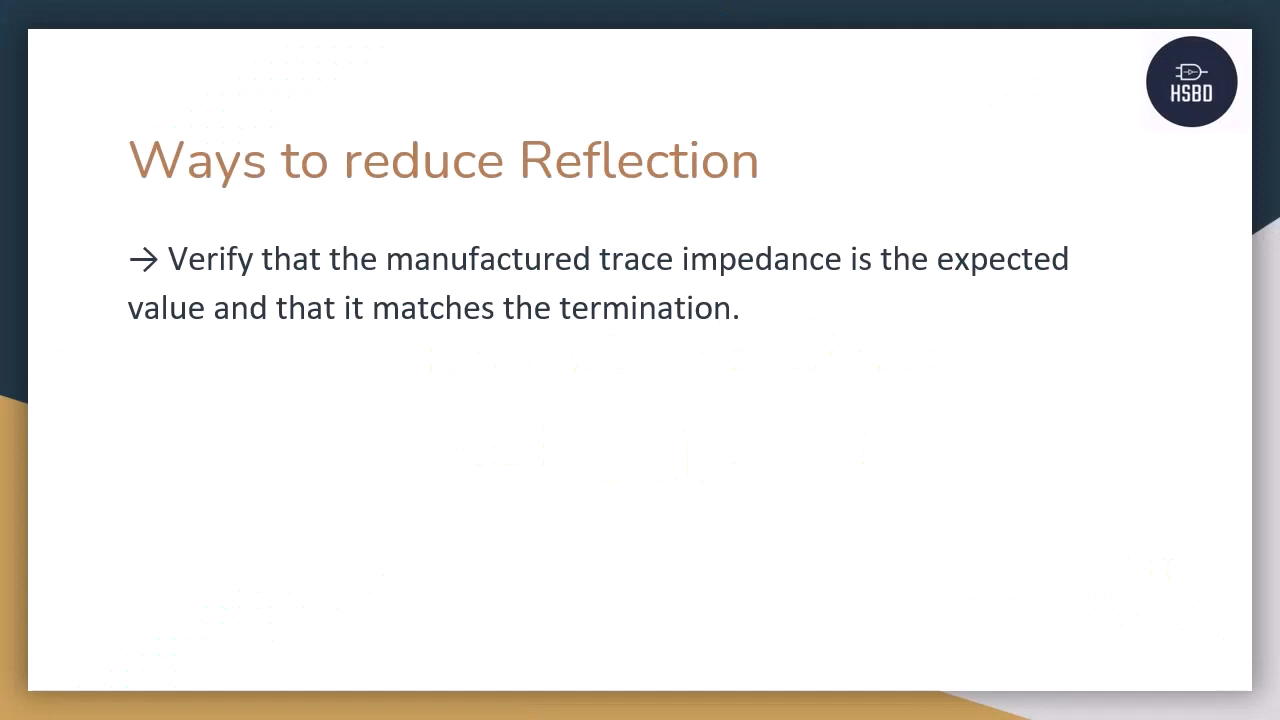 HSBD
Ways to reduce Reflection
→ Verify that the manufactured trace impedance is the expected
value and that it matches the termination.